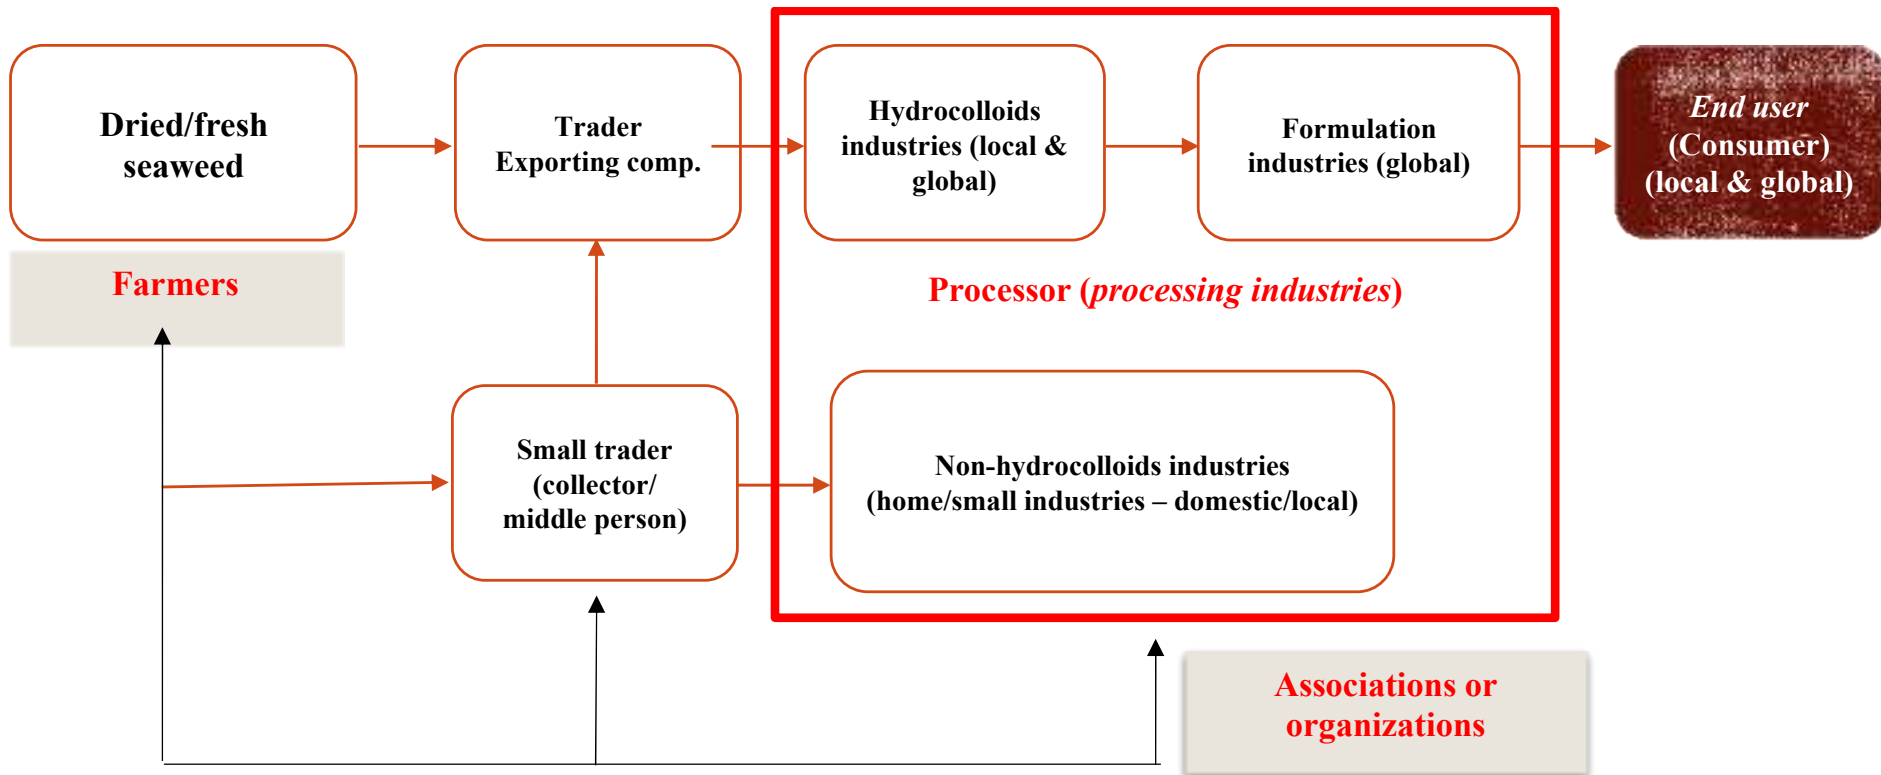 Dried/fresh
seaweed
Trader
Exporting comp.
Hydrocolloids
industries (local &
global)
Formulation
industries (global)
End user
(Consumer)
(local & global)
Farmers
Processor (processing industries)
Small trader
(collector/
middle person)
Non-hydrocolloids industries
(home/small industries – domestic/local)
Associations or
organizations